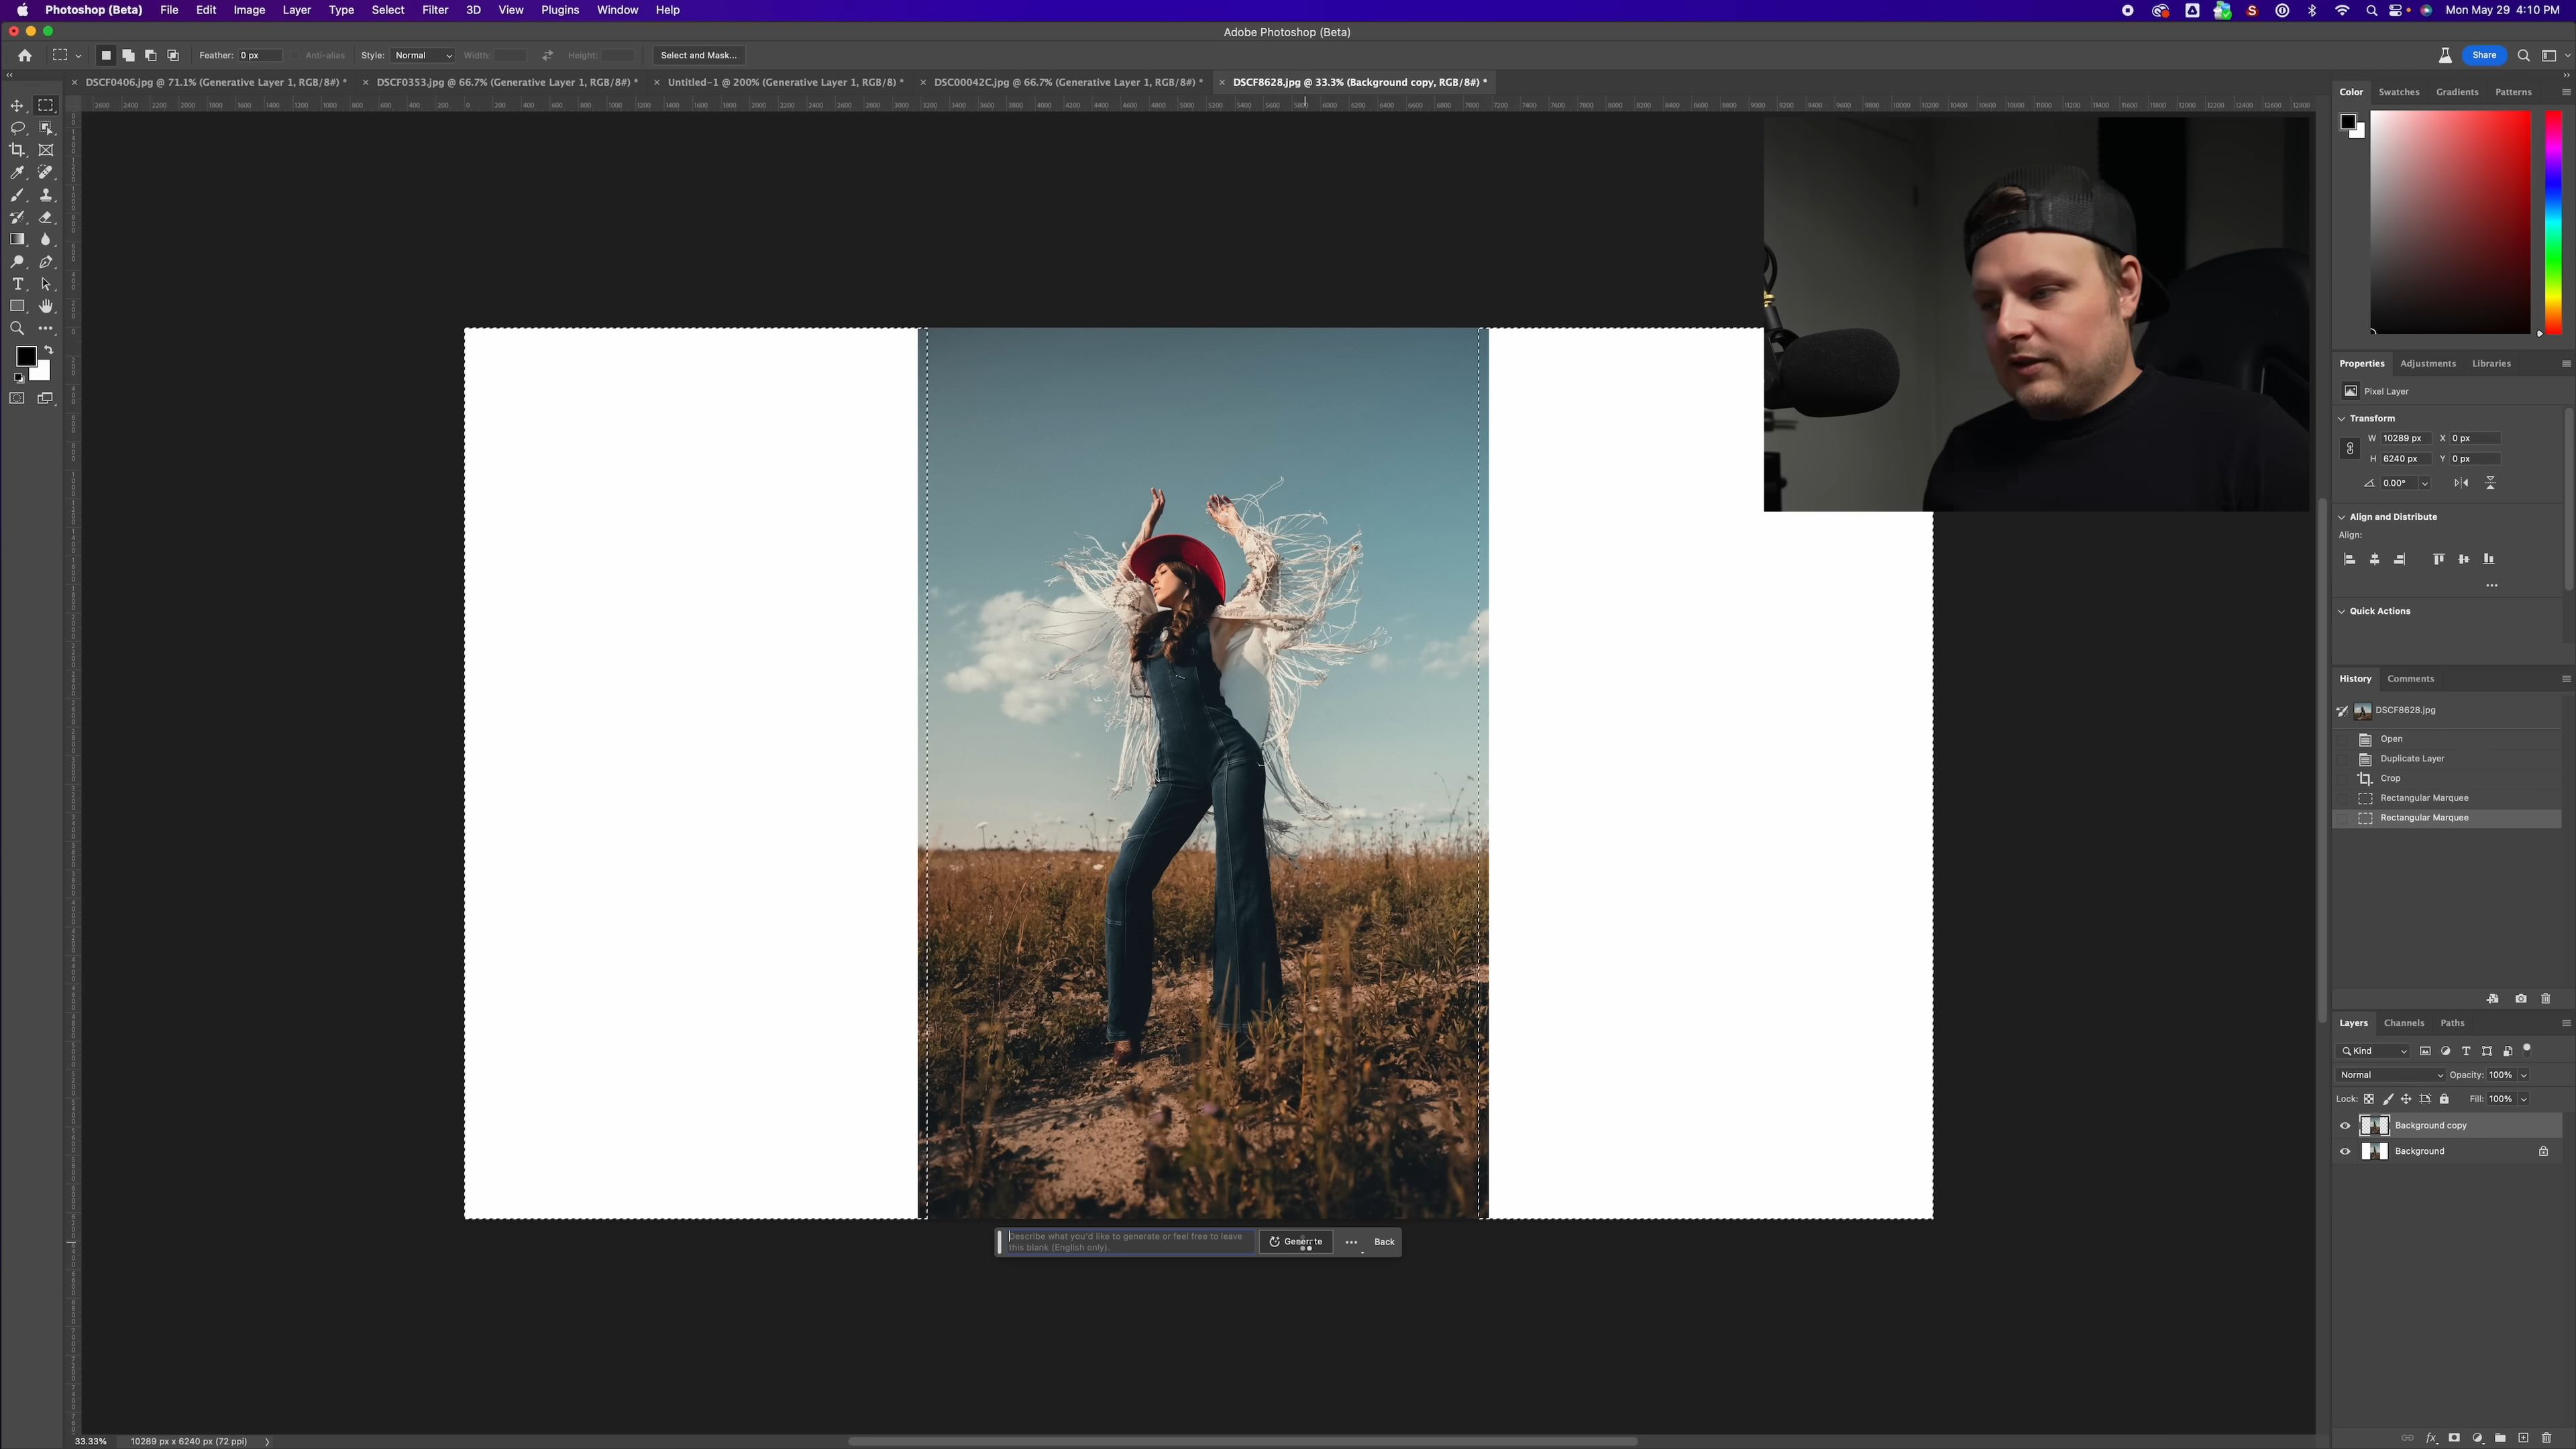 Photoshop (Beta) File Edit Image Layer Type Select Filter 3D View Plugins Window Help Mon May 29 4:10 PM
Adobe Photoshop (Beta)
Feather: 0 px Anti-alias Style: Normal Width: Height: Select and Mask... Share
DSCF0406.jpg @ 71.1% (Generative Layer 1, RGB/8#) * DSCF0353.jpg @ 66.7% (Generative Layer 1, RGB/8#) * Untitled-1 @ 200% (Generative Layer 1, RGB/8) * DSC00042C.jpg @ 66.7% (Generative Layer 1, RGB/8#) * DSCF8628.jpg @ 33.3% (Background copy, RGB/8#) *
Color Swatches Gradients Patterns
Properties Adjustments Libraries
Pixel Layer
Transform
W 10289 px X 0 px
H 6240 px Y 0 px
0.00°
Align and Distribute
Align:
Quick Actions
History Comments
DSCF8628.jpg
Open
Duplicate Layer
Crop
Rectangular Marquee
Rectangular Marquee
Layers Channels Paths
Kind
Normal Opacity: 100%
Lock: Fill: 100%
Background copy
Background
Describe what you'd like to generate or feel free to leave
this blank (English only).
Generate Back
33.33% 10289 px x 6240 px (72 ppi)